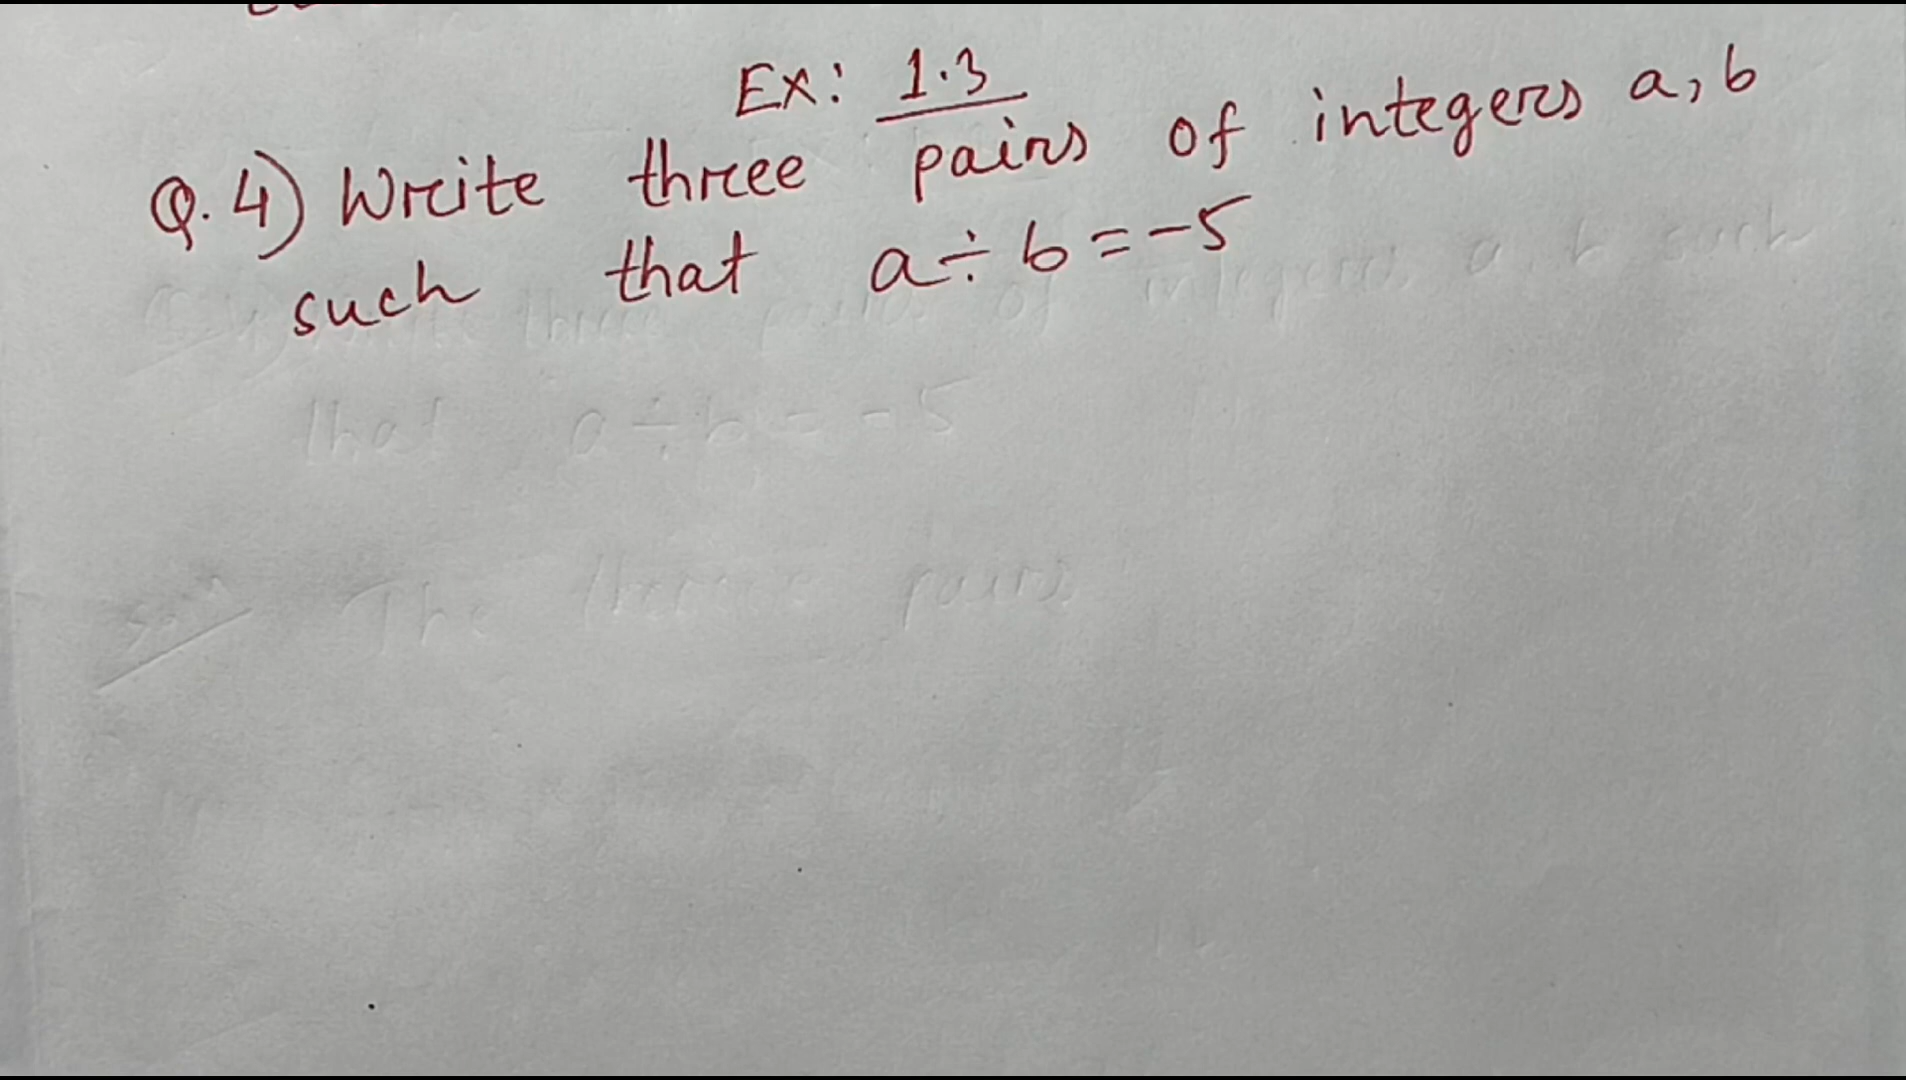 Ex: 1.3
Q.4) Write three pairs of integers a, b
such that a ÷ b = -5